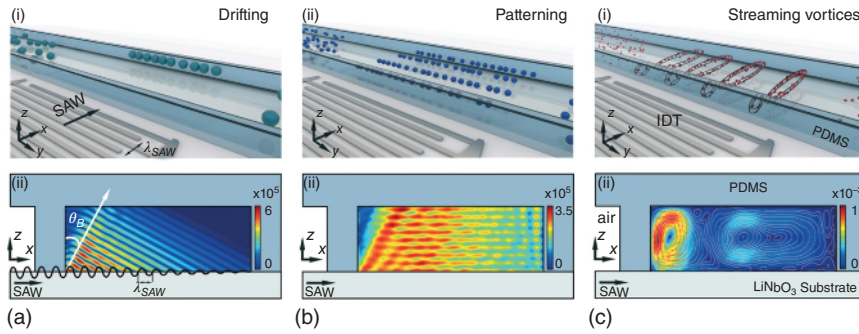 (i) Drifting
SAW
z
x
y
λSAW
(ii)
x10⁵
6
0
θB
z
x
SAW
λSAW
(a)
(ii) Patterning
z
x
y
(ii)
x10⁵
3.5
0
z
x
SAW
(b)
(i) Streaming vortices
IDT
PDMS
z
x
y
(ii)
PDMS
air
1
0
z
x
SAW
LiNbO₃ Substrate
(c)